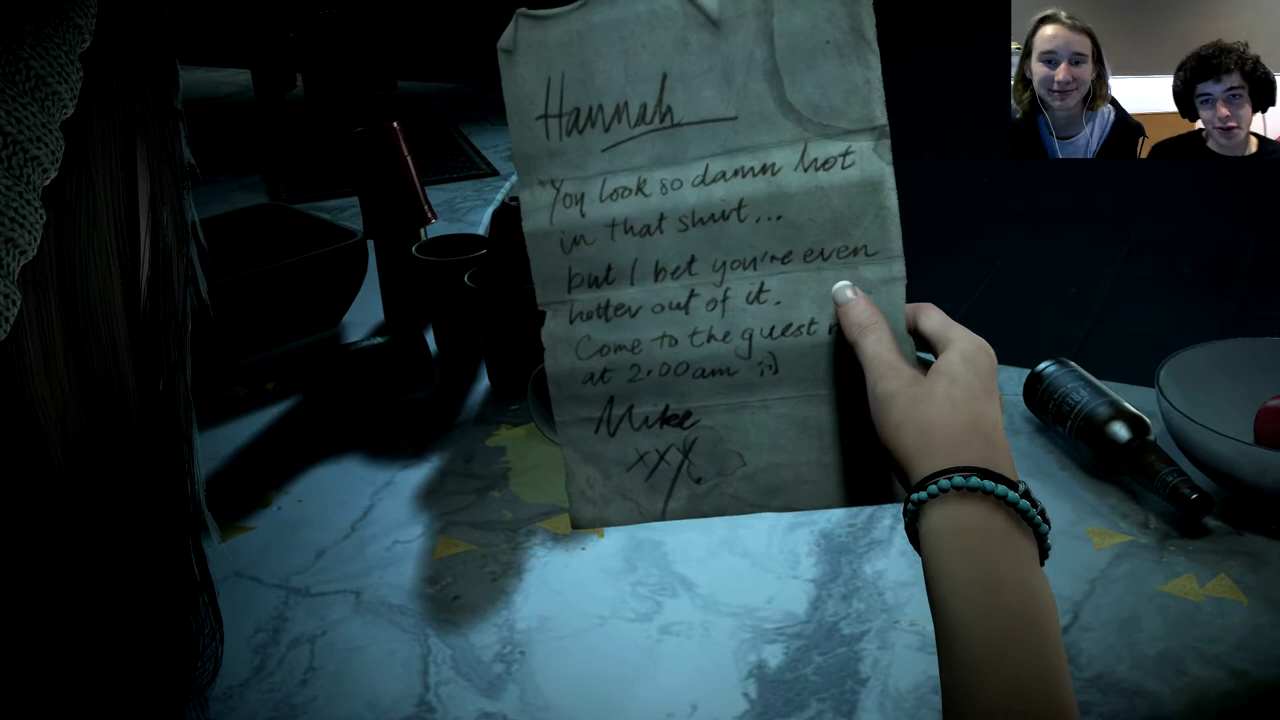 Hannah
You look so damn hot
in that shirt...
but I bet you're even
hotter out of it.
Come to the guest
at 2:00am ;)
Mike
xxx